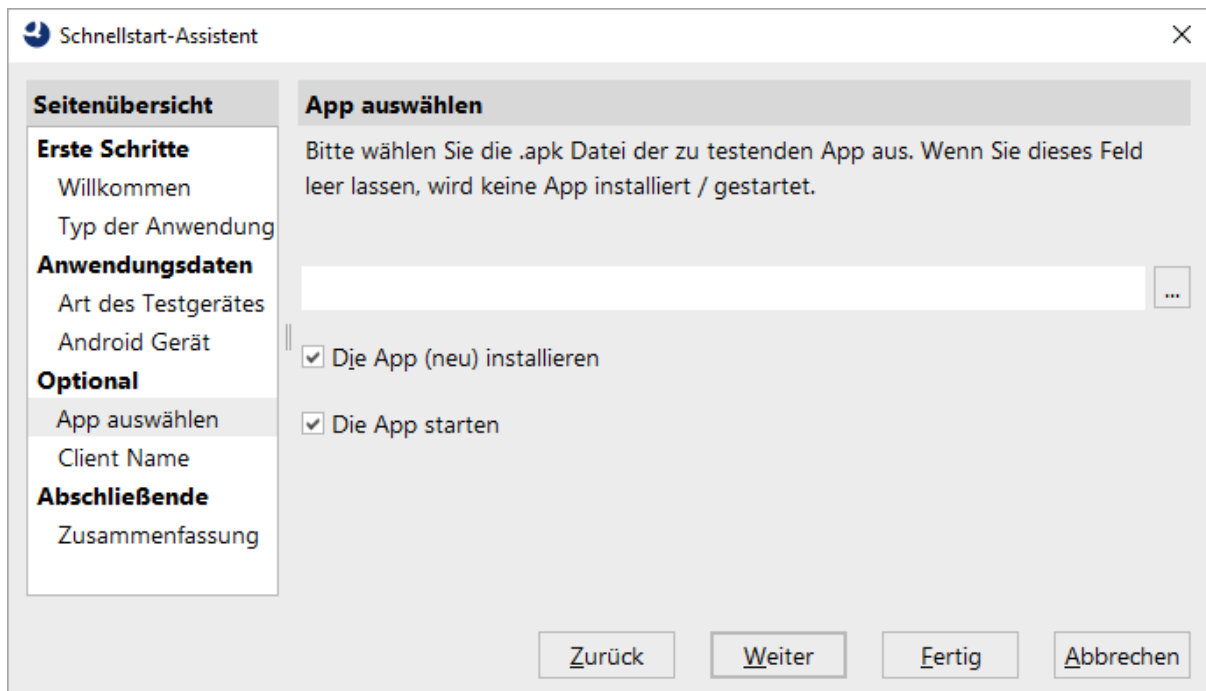 Schnellstart-Assistent
Seitenübersicht
Erste Schritte
Willkommen
Typ der Anwendung
Anwendungsdaten
Art des Testgerätes
Android Gerät
Optional
App auswählen
Client Name
Abschließende
Zusammenfassung
App auswählen
Bitte wählen Sie die .apk Datei der zu testenden App aus. Wenn Sie dieses Feld
leer lassen, wird keine App installiert / gestartet.
...
Die App (neu) installieren
Die App starten
Zurück
Weiter
Fertig
Abbrechen